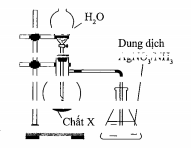 H₂O
Dung dịch
AgNO₃/NH₃
Chất X